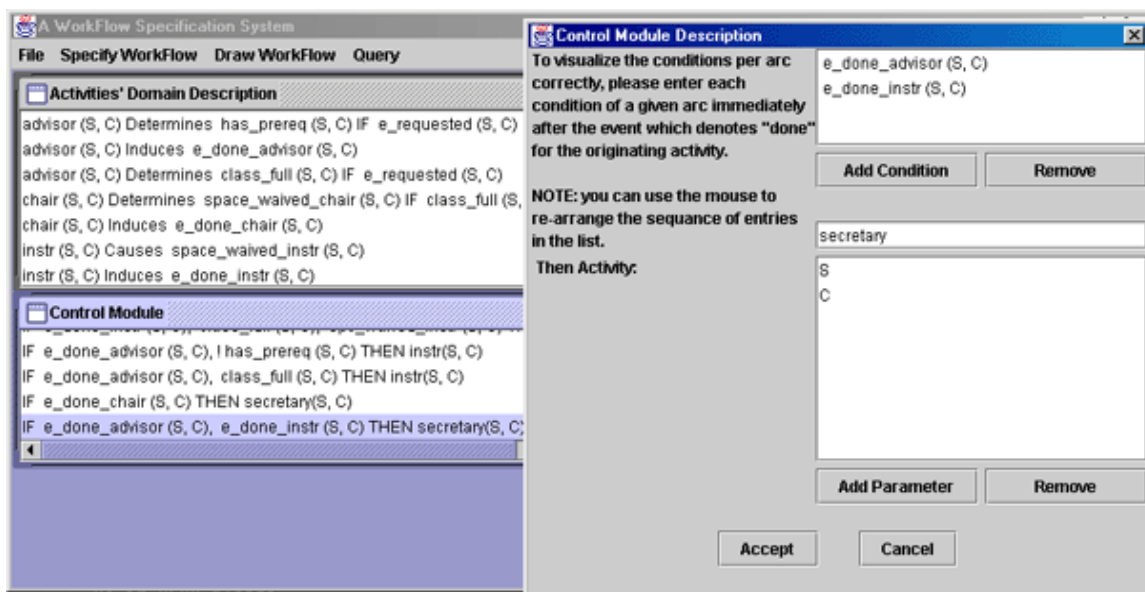 A WorkFlow Specification System
File Specify WorkFlow Draw WorkFlow Query
Activities' Domain Description
advisor (S, C) Determines has_prereq (S, C) IF e_requested (S, C)
advisor (S, C) Induces e_done_advisor (S, C)
advisor (S, C) Determines class_full (S, C) IF e_requested (S, C)
chair (S, C) Determines space_waived_chair (S, C) IF class_full (S,
chair (S, C) Induces e_done_chair (S, C)
instr (S, C) Causes space_waived_instr (S, C)
instr (S, C) Induces e_done_instr (S, C)
Control Module
IF e_done_advisor (S, C), ! has_prereq (S, C) THEN instr(S, C)
IF e_done_advisor (S, C), class_full (S, C) THEN instr(S, C)
IF e_done_chair (S, C) THEN secretary(S, C)
IF e_done_advisor (S, C), e_done_instr (S, C) THEN secretary(S, C)
Control Module Description
To visualize the conditions per arc
correctly, please enter each
condition of a given arc immediately
after the event which denotes "done"
for the originating activity.
NOTE: you can use the mouse to
re-arrange the sequence of entries
in the list.
Then Activity:
e_done_advisor (S, C)
e_done_instr (S, C)
Add Condition
Remove
secretary
S
C
Add Parameter
Remove
Accept
Cancel